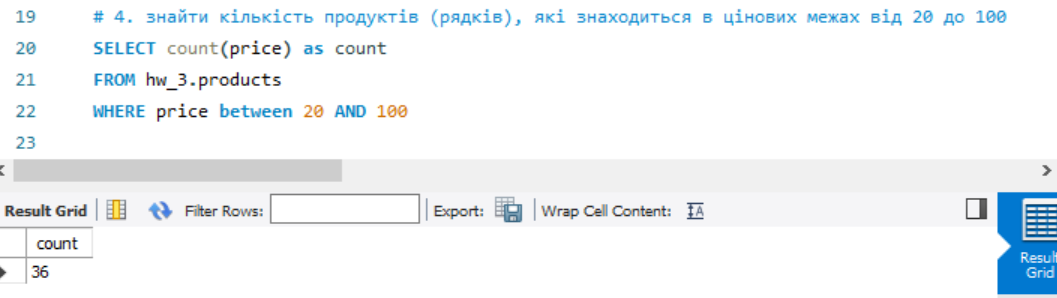 19 # 4. знайти кількість продуктів (рядків), які знаходиться в цінових межах від 20 до 100
20 SELECT count(price) as count
21 FROM hw_3.products
22 WHERE price between 20 AND 100
23
Result Grid Filter Rows: Export: Wrap Cell Content:
count
36
Result
Grid